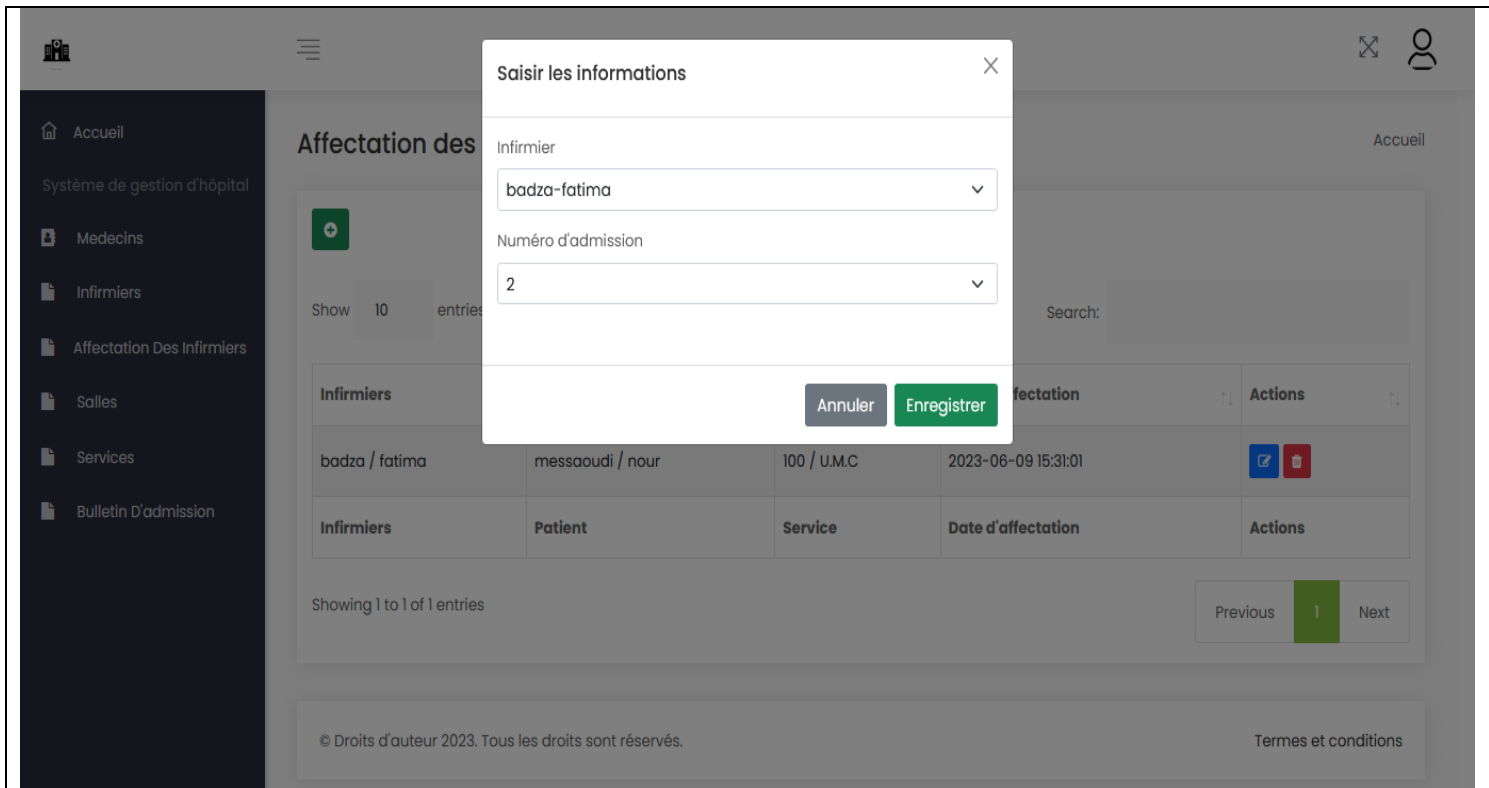 Saisir les informations
Accueil
Affectation des
Infirmier
Accueil
Système de gestion d'hôpital
badza-fatima
Medecins
Numéro d'admission
Infirmiers
2
Show 10 entries
Search:
Affectation Des Infirmiers
Salles
Infirmiers
Annuler
Enregistrer
fectation
Actions
Services
badza / fatima
messaoudi / nour
100 / U.M.C
2023-06-09 15:31:01
Bulletin D'admission
Infirmiers
Patient
Service
Date d'affectation
Actions
Showing 1 to 1 of 1 entries
Previous
1
Next
© Droits d'auteur 2023. Tous les droits sont réservés.
Termes et conditions